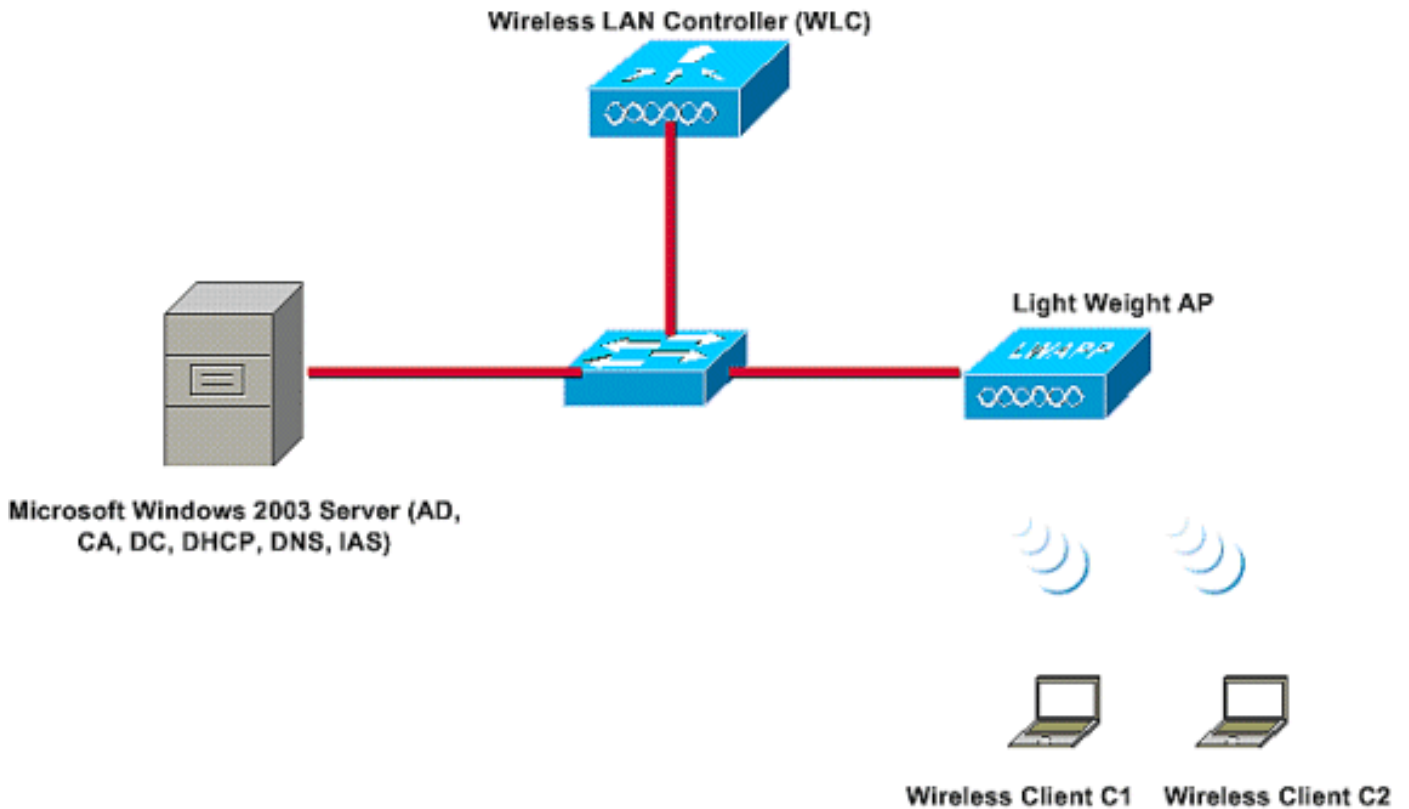 Wireless LAN Controller (WLC)
Light Weight AP
LWAPP
Microsoft Windows 2003 Server (AD,
CA, DC, DHCP, DNS, IAS)
Wireless Client C1
Wireless Client C2